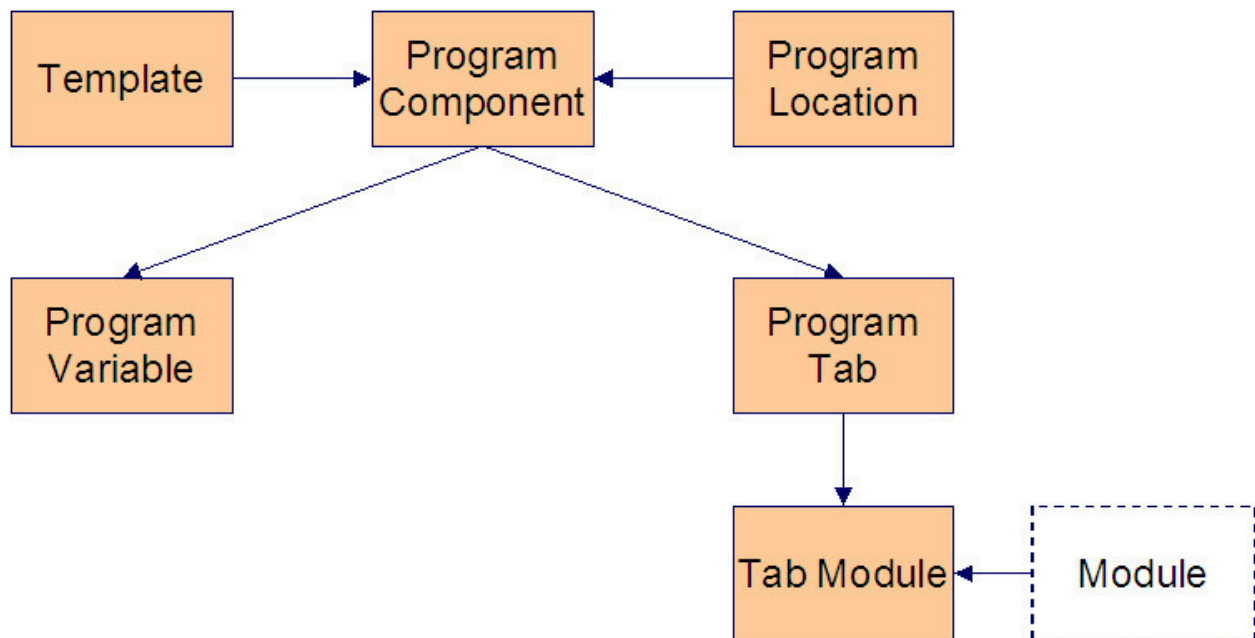 Template
Program
Component
Program
Location
Program
Variable
Program
Tab
Tab Module
Module